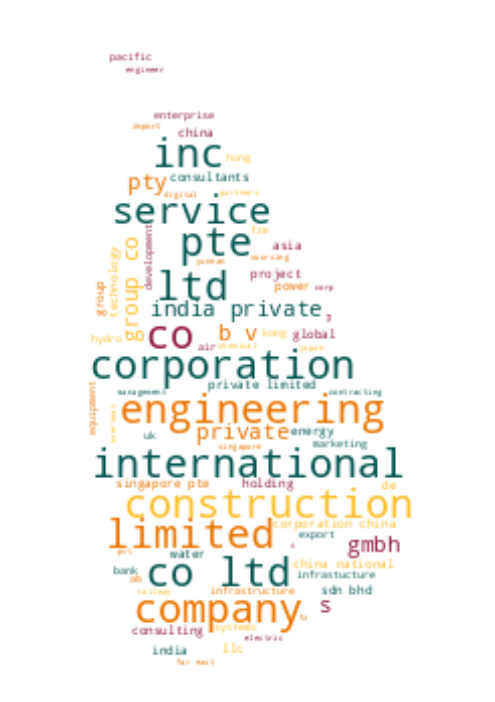 pacific
engineer
enterprise
export
china
inc
hong
consultants
pty
digital
partners
service
fze
pte
asia
development
group co
technology
yunnan
sourcing
project
ltd
power
corp
group
india private
co
b v
kong
global
hydro
air
chemical
japan
corporation
private limited
management
contracting
equipment
engineering
overseas
uk
private
energy
singapore
marketing
international
singapore pte
holding
de
construction
corporation china
limited
export
gmbh
water
co ltd
china national
bank
ab
infrastucture
railway
infrastructure
sdn bhd
company
s
consulting
systems
electric
india
llc
far east